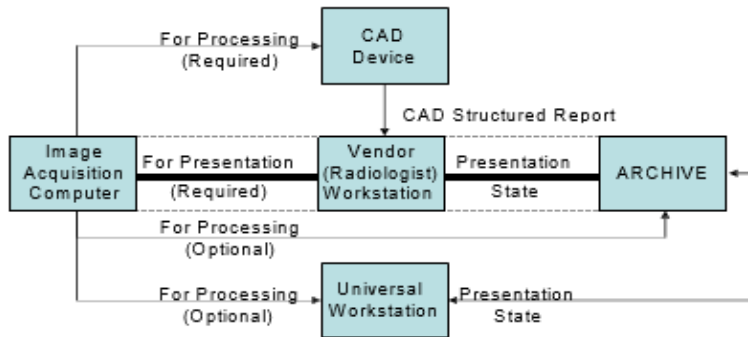 For Processing
(Required)
CAD
Device
CAD Structured Report
Image
Acquisition
Computer
For Presentation
(Required)
Vendor
(Radiologist)
Workstation
Presentation
State
ARCHIVE
For Processing
(Optional)
For Processing
(Optional)
Universal
Workstation
Presentation
State